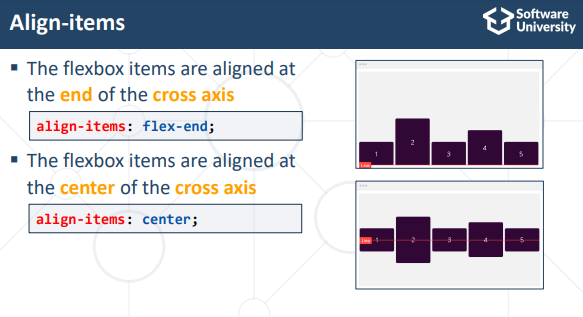 Align-items
Software
University
▪ The flexbox items are aligned at
the end of the cross axis
align-items: flex-end;
▪ The flexbox items are aligned at
the center of the cross axis
align-items: center;
1 2 3 4 5
1 2 3 4 5